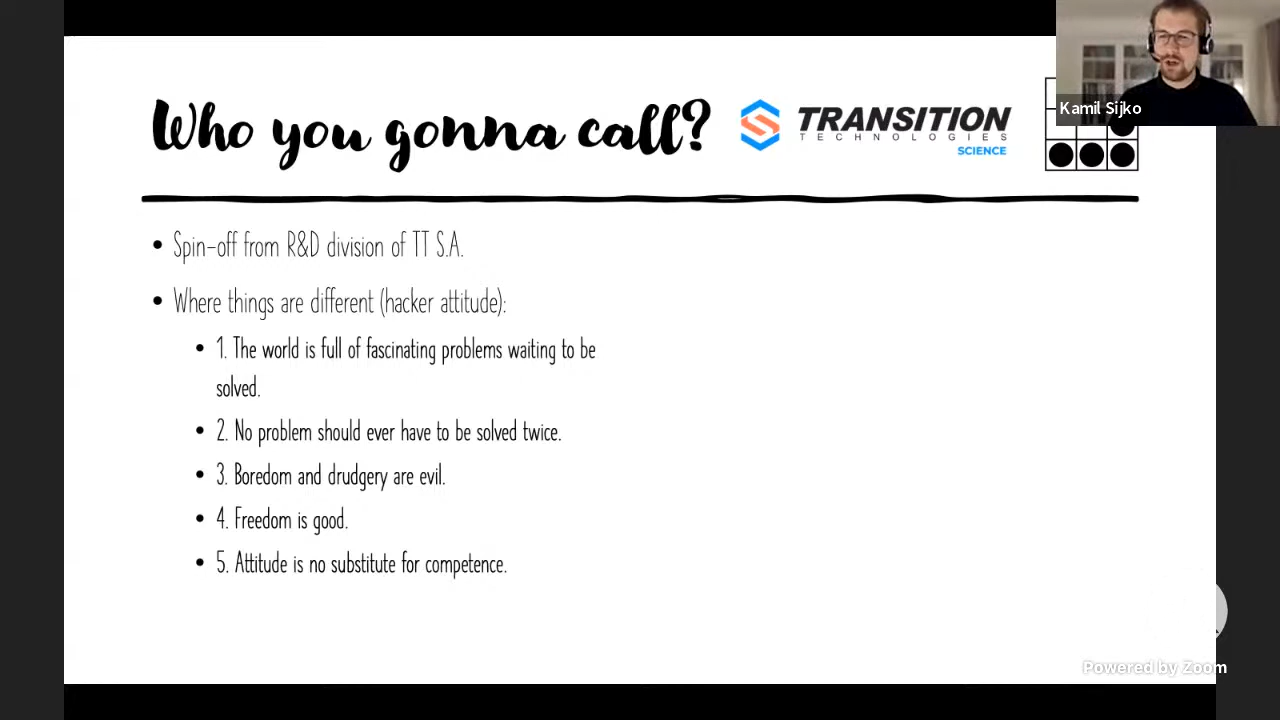 Who you gonna call?
TRANSITION
TECHNOLOGIES
SCIENCE
Kamil Sijko
• Spin-off from R&D division of TT S.A.
• Where things are different (hacker attitude):
• 1. The world is full of fascinating problems waiting to be
solved.
• 2. No problem should ever have to be solved twice.
• 3. Boredom and drudgery are evil.
• 4. Freedom is good.
• 5. Attitude is no substitute for competence.
Powered by Zoom